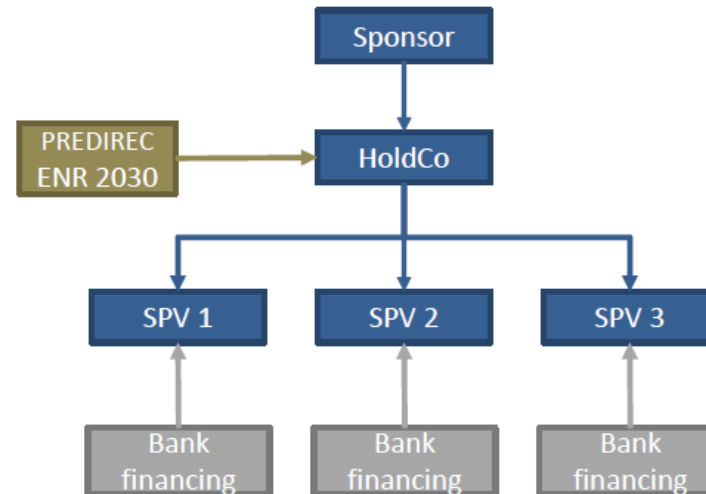 Sponsor
PREDIREC
ENR 2030
HoldCo
SPV 1
SPV 2
SPV 3
Bank
financing
Bank
financing
Bank
financing